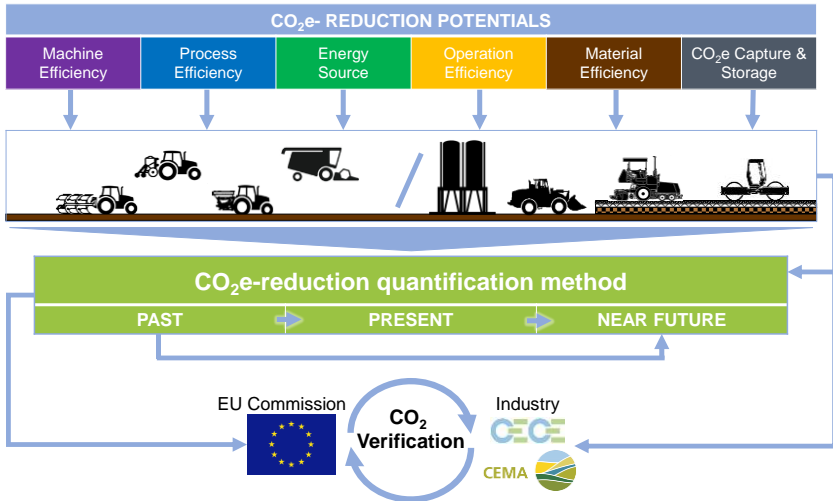 CO₂e- REDUCTION POTENTIALS
Machine
Efficiency
Process
Efficiency
Energy
Source
Operation
Efficiency
Material
Efficiency
CO₂e Capture &
Storage
CO₂e-reduction quantification method
PAST
PRESENT
NEAR FUTURE
EU Commission
CO₂
Verification
Industry
CECE
CEMA